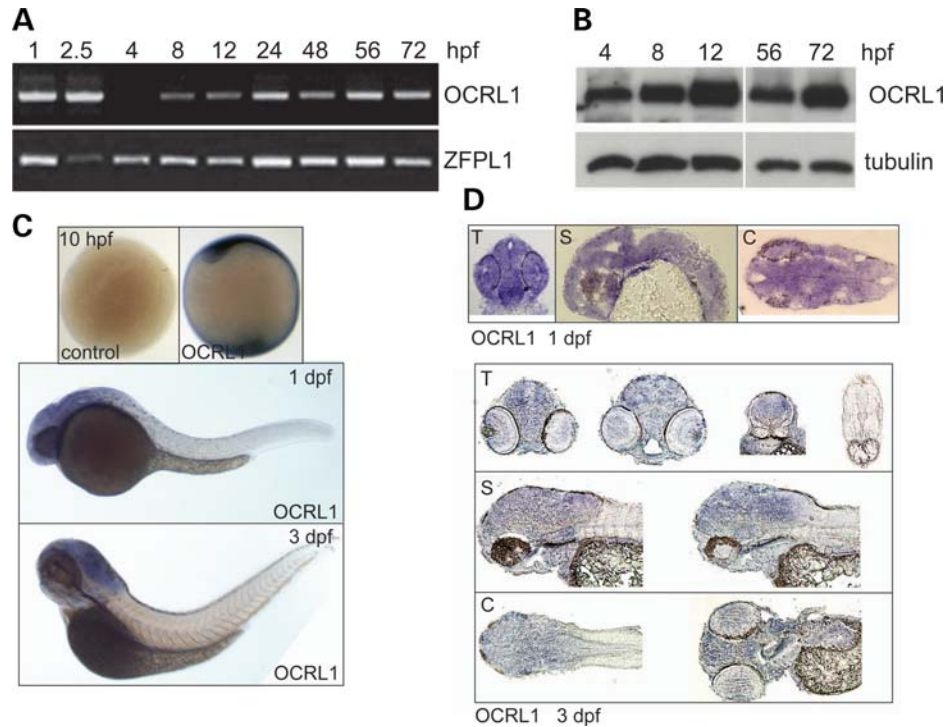 A
1 2.5 4 8 12 24 48 56 72 hpf
OCRL1
ZFPL1
B
4 8 12 56 72 hpf
OCRL1
tubulin
C
10 hpf
control
OCRL1
1 dpf
OCRL1
3 dpf
OCRL1
D
T S C
OCRL1 1 dpf
T
S
C
OCRL1 3 dpf